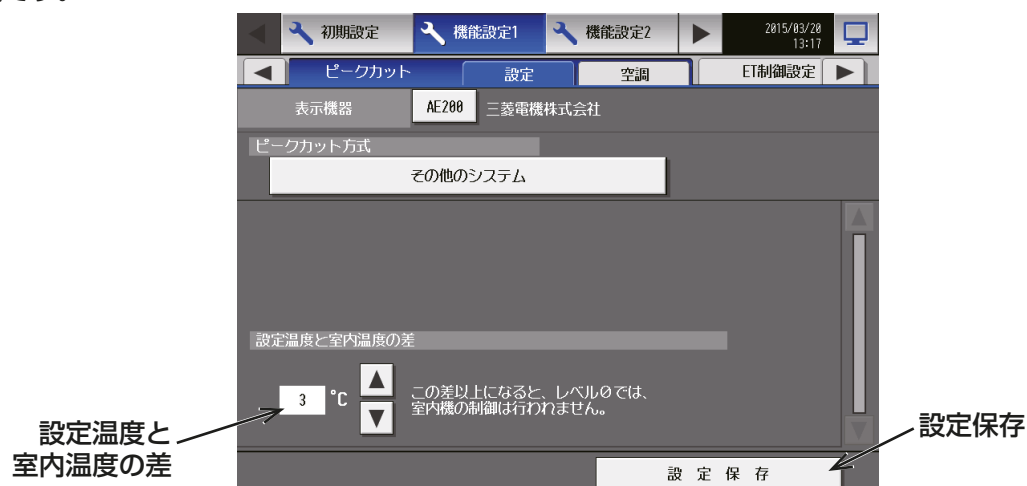 初期設定 機能設定1 機能設定2 2015/03/20
13:17
ピークカット 設定 空調 ET制御設定
表示機器 AE200 三菱電機株式会社
ピークカット方式
その他のシステム
設定温度と室内温度の差
3 °C この差以上になると、レベル0では、
室内機の制御は行われません。
設定温度と
室内温度の差
設定保存
設 定 保 存